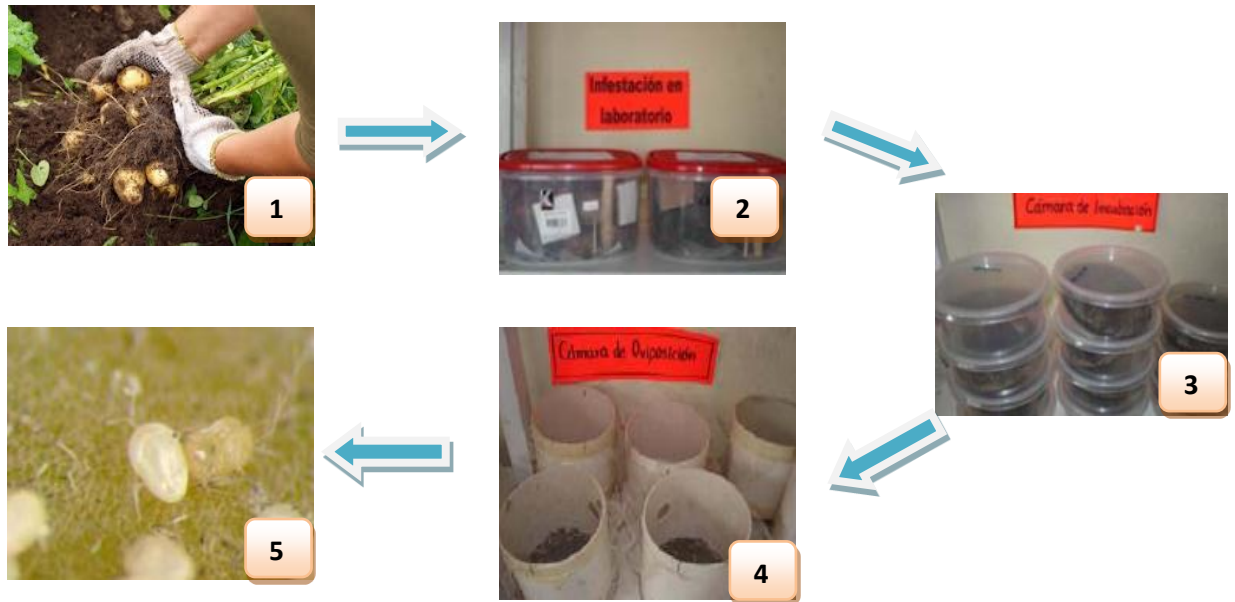 1
Infestación en
laboratorio
2
Cámara de Incubación
3
Cámara de Oviposición
4
5